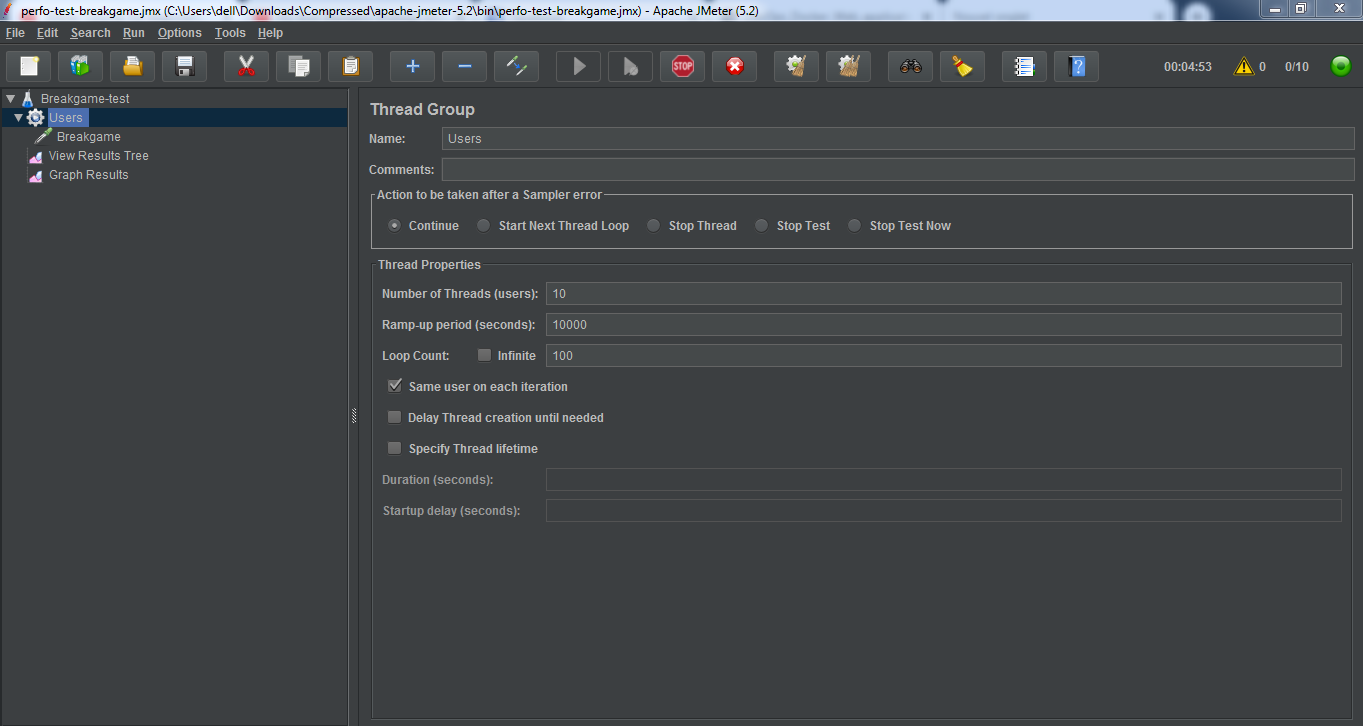 perfo-test-breakgame.jmx (C:\Users\dell\Downloads\Compressed\apache-jmeter-5.2\bin\perfo-test-breakgame.jmx) - Apache JMeter (5.2)
File Edit Search Run Options Tools Help
STOP ? 00:04:53 0 0/10
Breakgame-test
Users
Breakgame
View Results Tree
Graph Results
Thread Group
Name: Users
Comments:
Action to be taken after a Sampler error
Continue Start Next Thread Loop Stop Thread Stop Test Stop Test Now
Thread Properties
Number of Threads (users): 10
Ramp-up period (seconds): 10000
Loop Count: Infinite 100
Same user on each iteration
Delay Thread creation until needed
Specify Thread lifetime
Duration (seconds):
Startup delay (seconds):